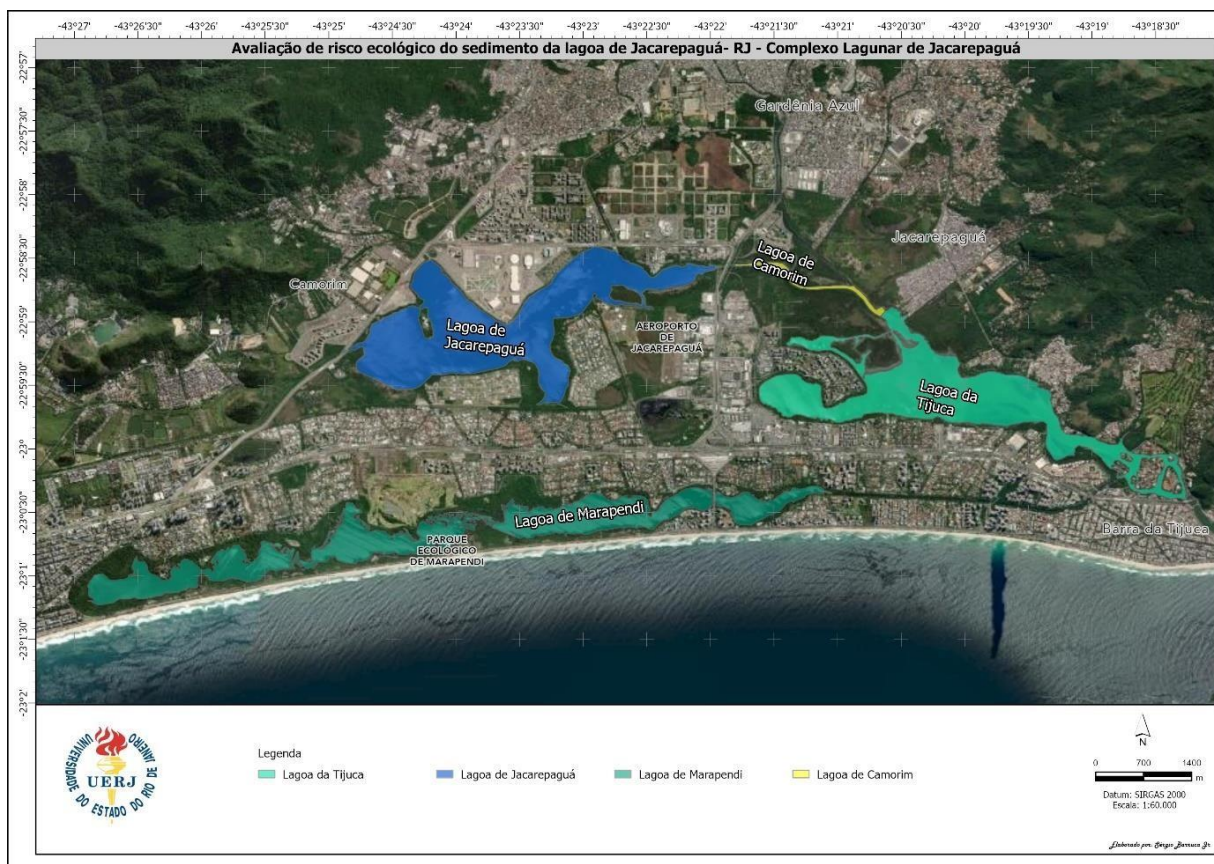 -43°27' -43°26'30" -43°26' -43°25'30" -43°25' -43°24'30" -43°24' -43°23'30" -43°23' -43°22'30" -43°22' -43°21'30" -43°21' -43°20'30" -43°20' -43°19'30" -43°19' -43°18'30"
Avaliação de risco ecológico do sedimento da lagoa de Jacarepaguá- RJ - Complexo Lagunar de Jacarepaguá
-22°57'
-22°57'30"
-22°58'
-22°58'30"
-22°59'
-22°59'30"
-23°
-23°0'30"
-23°1'
-23°1'30"
-23°2'
Gardênia Azul
Jacarepaguá
Lagoa de
Camorim
Camorim
Lagoa de
Jacarepaguá
AEROPORTO
DE
JACAREPAGUÁ
Lagoa da
Tijuca
Lagoa de Marapendi
Barra da Tijuca
PARQUE
ECOLÓGICO
DE MARAPENDI
UNIVERSIDADE DO ESTADO DO RIO DE JANEIRO
UERJ
Legenda
Lagoa da Tijuca
Lagoa de Jacarepaguá
Lagoa de Marapendi
Lagoa de Camorim
N
0 700 1400
m
Datum: SIRGAS 2000
Escala: 1:60.000
Elaborado por: Sérgio